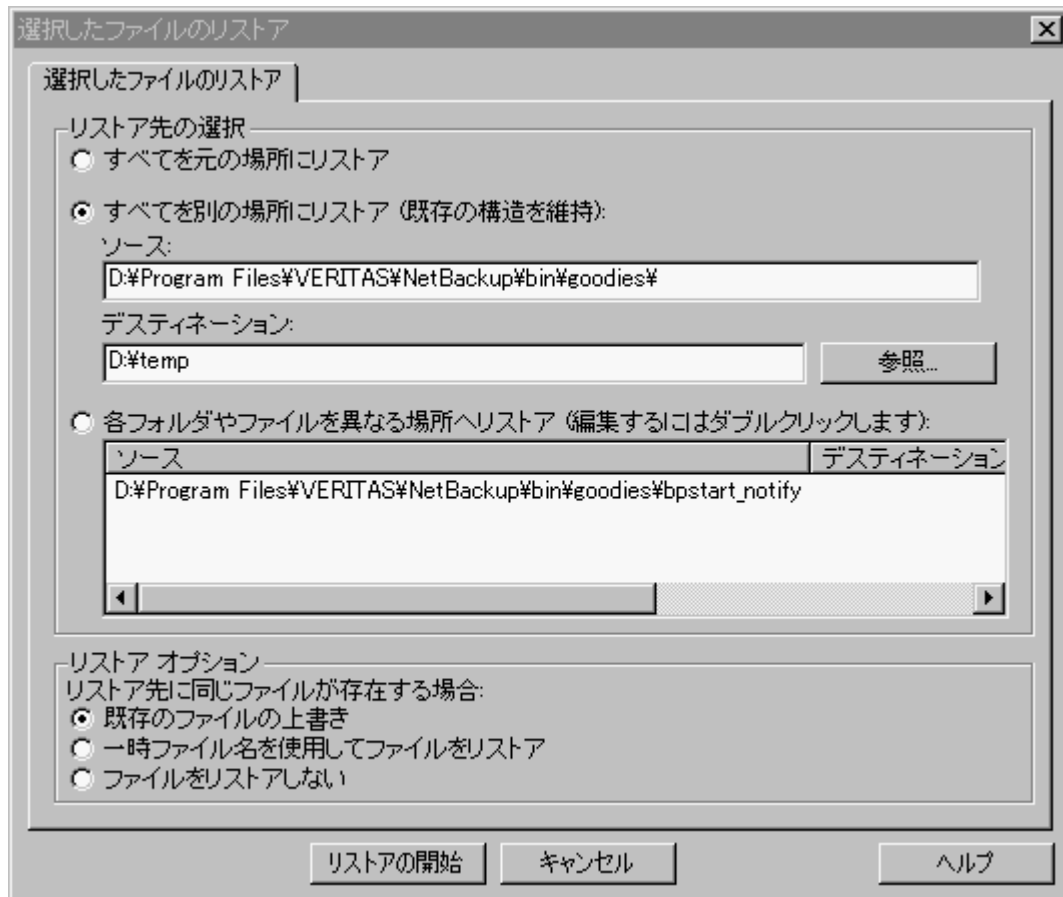 選択したファイルのリストア
選択したファイルのリストア
リストア先の選択
すべてを元の場所にリストア
すべてを別の場所にリストア (既存の構造を維持):
ソース:
D:¥Program Files¥VERITAS¥NetBackup¥bin¥goodies¥
デスティネーション:
D:¥temp
参照...
各フォルダやファイルを異なる場所へリストア (編集するにはダブルクリックします):
ソース デスティネーション
D:¥Program Files¥VERITAS¥NetBackup¥bin¥goodies¥bpstart_notify
リストア オプション
リストア先に同じファイルが存在する場合:
既存のファイルの上書き
一時ファイル名を使用してファイルをリストア
ファイルをリストアしない
リストアの開始 キャンセル ヘルプ